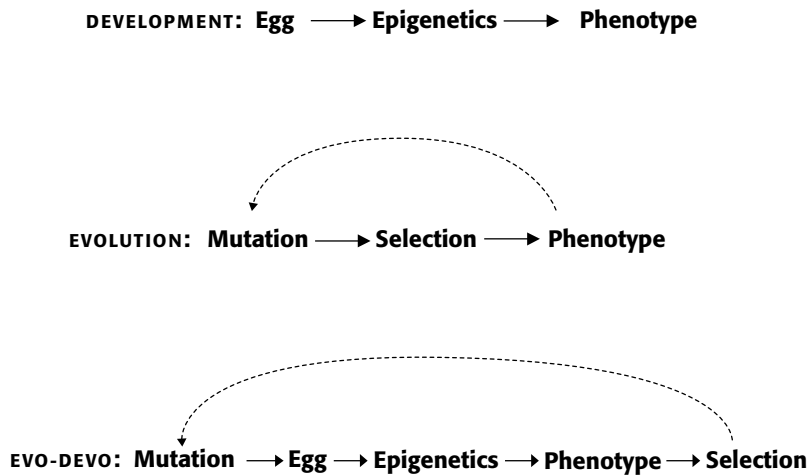 DEVELOPMENT: Egg → Epigenetics → Phenotype
EVOLUTION: Mutation → Selection → Phenotype
EVO-DEVO: Mutation → Egg → Epigenetics → Phenotype → Selection